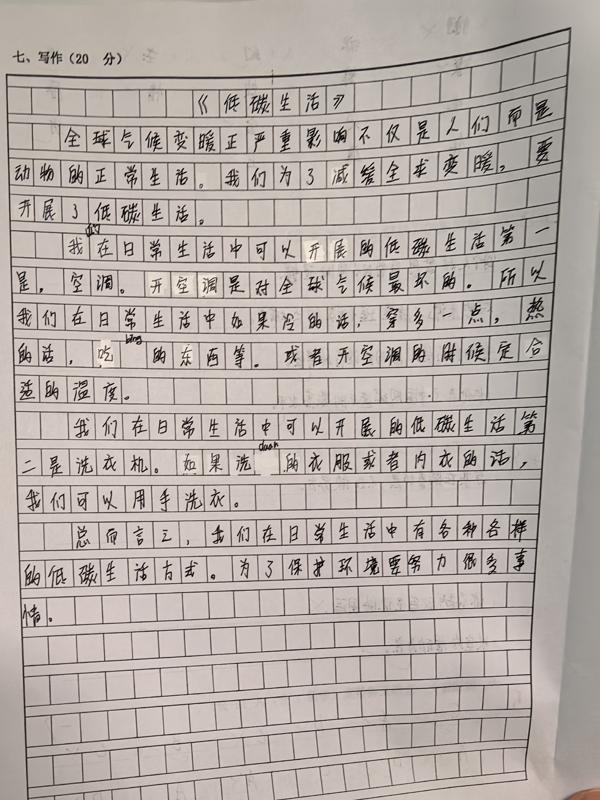 七、写作(20 分)
《低碳生活》
全球气候变暖正严重影响不仅是人们而是
动物的正常生活。我们为了减缓全球变暖,要
开展了低碳生活。
我们在日常生活中可以开展的低碳生活第一
是,空调。开空调是对全球气候最坏的。所以
我们在日常生活中如果冷的话,穿多一点,热
的话,吃bing的东西等。或者开空调的时候定合
适的温度。
我们在日常生活中可以开展的低碳生活第
二是洗衣机。如果洗duan的衣服或者内衣的话,
我们可以用手洗衣。
总而言之,我们在日常生活中有各种各样
的低碳生活方式。为了保护环境要努力很多事
情。